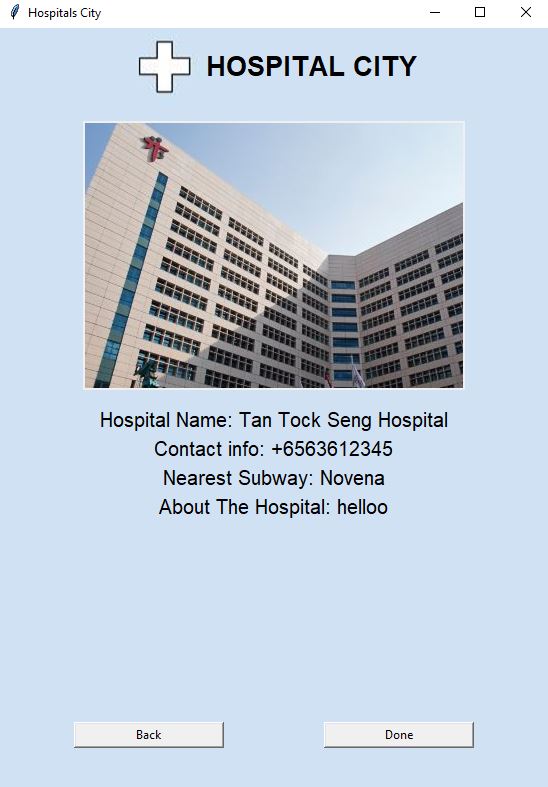 Hospitals City
HOSPITAL CITY
Hospital Name: Tan Tock Seng Hospital
Contact info: +6563612345
Nearest Subway: Novena
About The Hospital: helloo
Back
Done